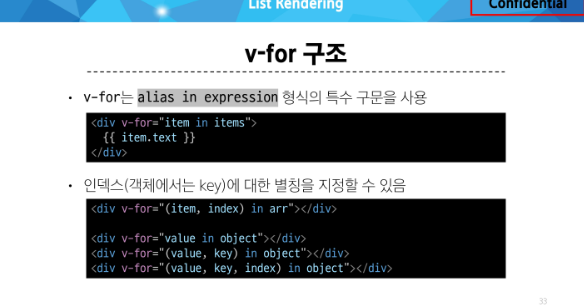 List Rendering
Confidential
v-for 구조
• v-for는 alias in expression 형식의 특수 구문을 사용
<div v-for="item in items">
{{ item.text }}
</div>
• 인덱스(객체에서는 key)에 대한 별칭을 지정할 수 있음
<div v-for="(item, index) in arr"></div>
<div v-for="value in object"></div>
<div v-for="(value, key) in object"></div>
<div v-for="(value, key, index) in object"></div>
33